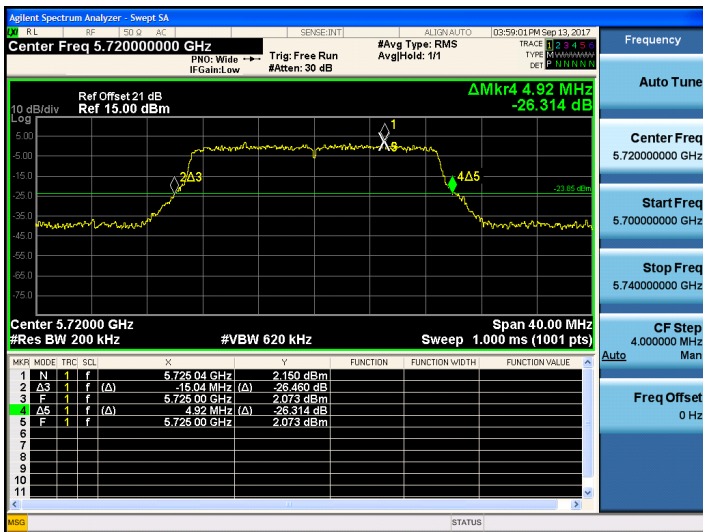 Agilent Spectrum Analyzer - Swept SA
LXI RL RF 50 Ω AC SENSE:INT ALIGN AUTO 03:59:01 PM Sep 13, 2017
Center Freq 5.720000000 GHz #Avg Type: RMS TRACE 1 2 3 4 5 6
PNO: Wide Trig: Free Run Avg|Hold: 1/1 TYPE M WWWWW
IFGain:Low #Atten: 30 dB DET P N N N N N
Frequency
Auto Tune
Center Freq
5.720000000 GHz
Start Freq
5.700000000 GHz
Stop Freq
5.740000000 GHz
CF Step
4.000000 MHz
Auto Man
Freq Offset
0 Hz
ΔMkr4 4.92 MHz
-26.314 dB
Ref Offset 21 dB
10 dB/div Ref 15.00 dBm
Log
5.00
-5.00
-15.0
-25.0
-35.0
-45.0
-55.0
-65.0
-75.0
1
2Δ3
4Δ5
-23.85 dBm
Center 5.72000 GHz Span 40.00 MHz
#Res BW 200 kHz #VBW 620 kHz Sweep 1.000 ms (1001 pts)
MKR MODE TRC SCL X Y FUNCTION FUNCTION WIDTH FUNCTION VALUE
1 N 1 f 5.725 04 GHz 2.150 dBm
2 Δ3 1 f (Δ) -15.04 MHz (Δ) -26.460 dB
3 F 1 f 5.725 00 GHz 2.073 dBm
4 Δ5 1 f (Δ) 4.92 MHz (Δ) -26.314 dB
5 F 1 f 5.725 00 GHz 2.073 dBm
6
7
8
9
10
11
MSG STATUS